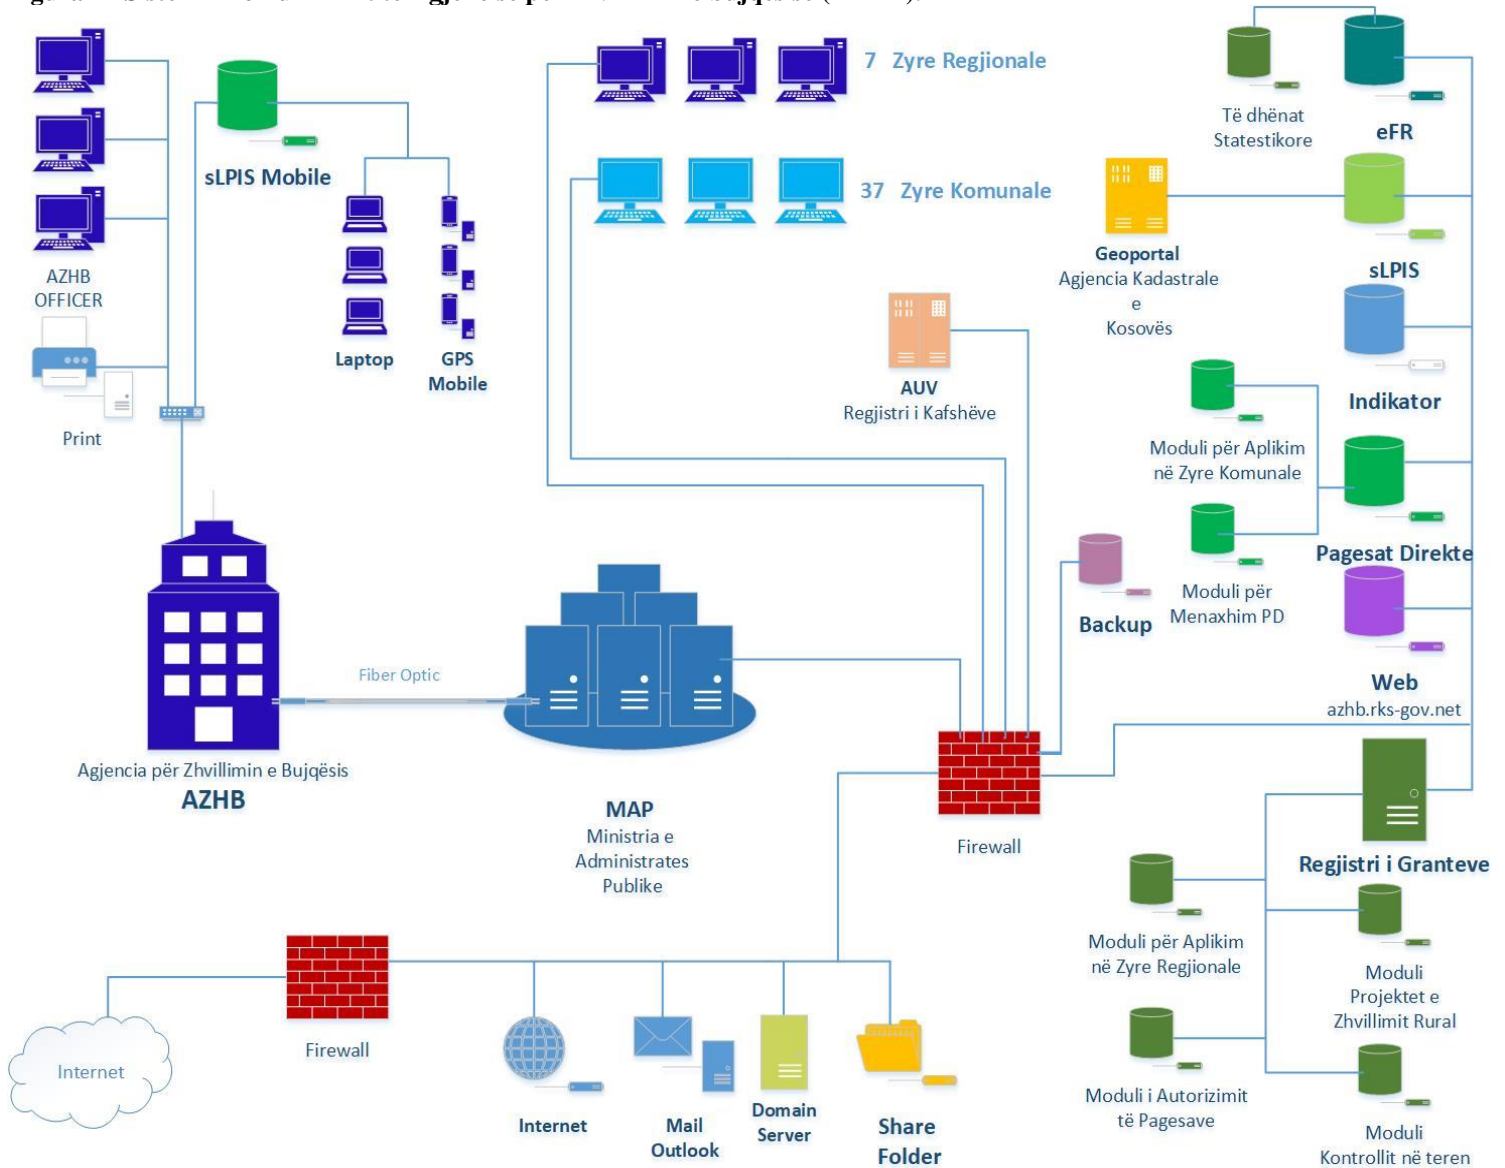 7 Zyre Regjionale
37 Zyre Komunale
sLPIS Mobile
AZHB
OFFICER
Print
Laptop
GPS
Mobile
Të dhënat
Statestikore
eFR
Geoportal
Agjencia Kadastrale
e
Kosovës
sLPIS
AUV
Regjistri i Kafshëve
Indikator
Moduli për Aplikim
në Zyre Komunale
Pagesat Direkte
Moduli për
Menaxhim PD
Backup
Web
azhb.rks-gov.net
Fiber Optic
Agjencia për Zhvillimin e Bujqësis
AZHB
MAP
Ministria e
Administrates
Publike
Firewall
Regjistri i Granteve
Moduli për Aplikim
në Zyre Regjionale
Moduli
Projektet e
Zhvillimit Rural
Moduli i Autorizimit
të Pagesave
Moduli
Kontrollit në teren
Internet
Firewall
Internet
Mail
Outlook
Domain
Server
Share
Folder